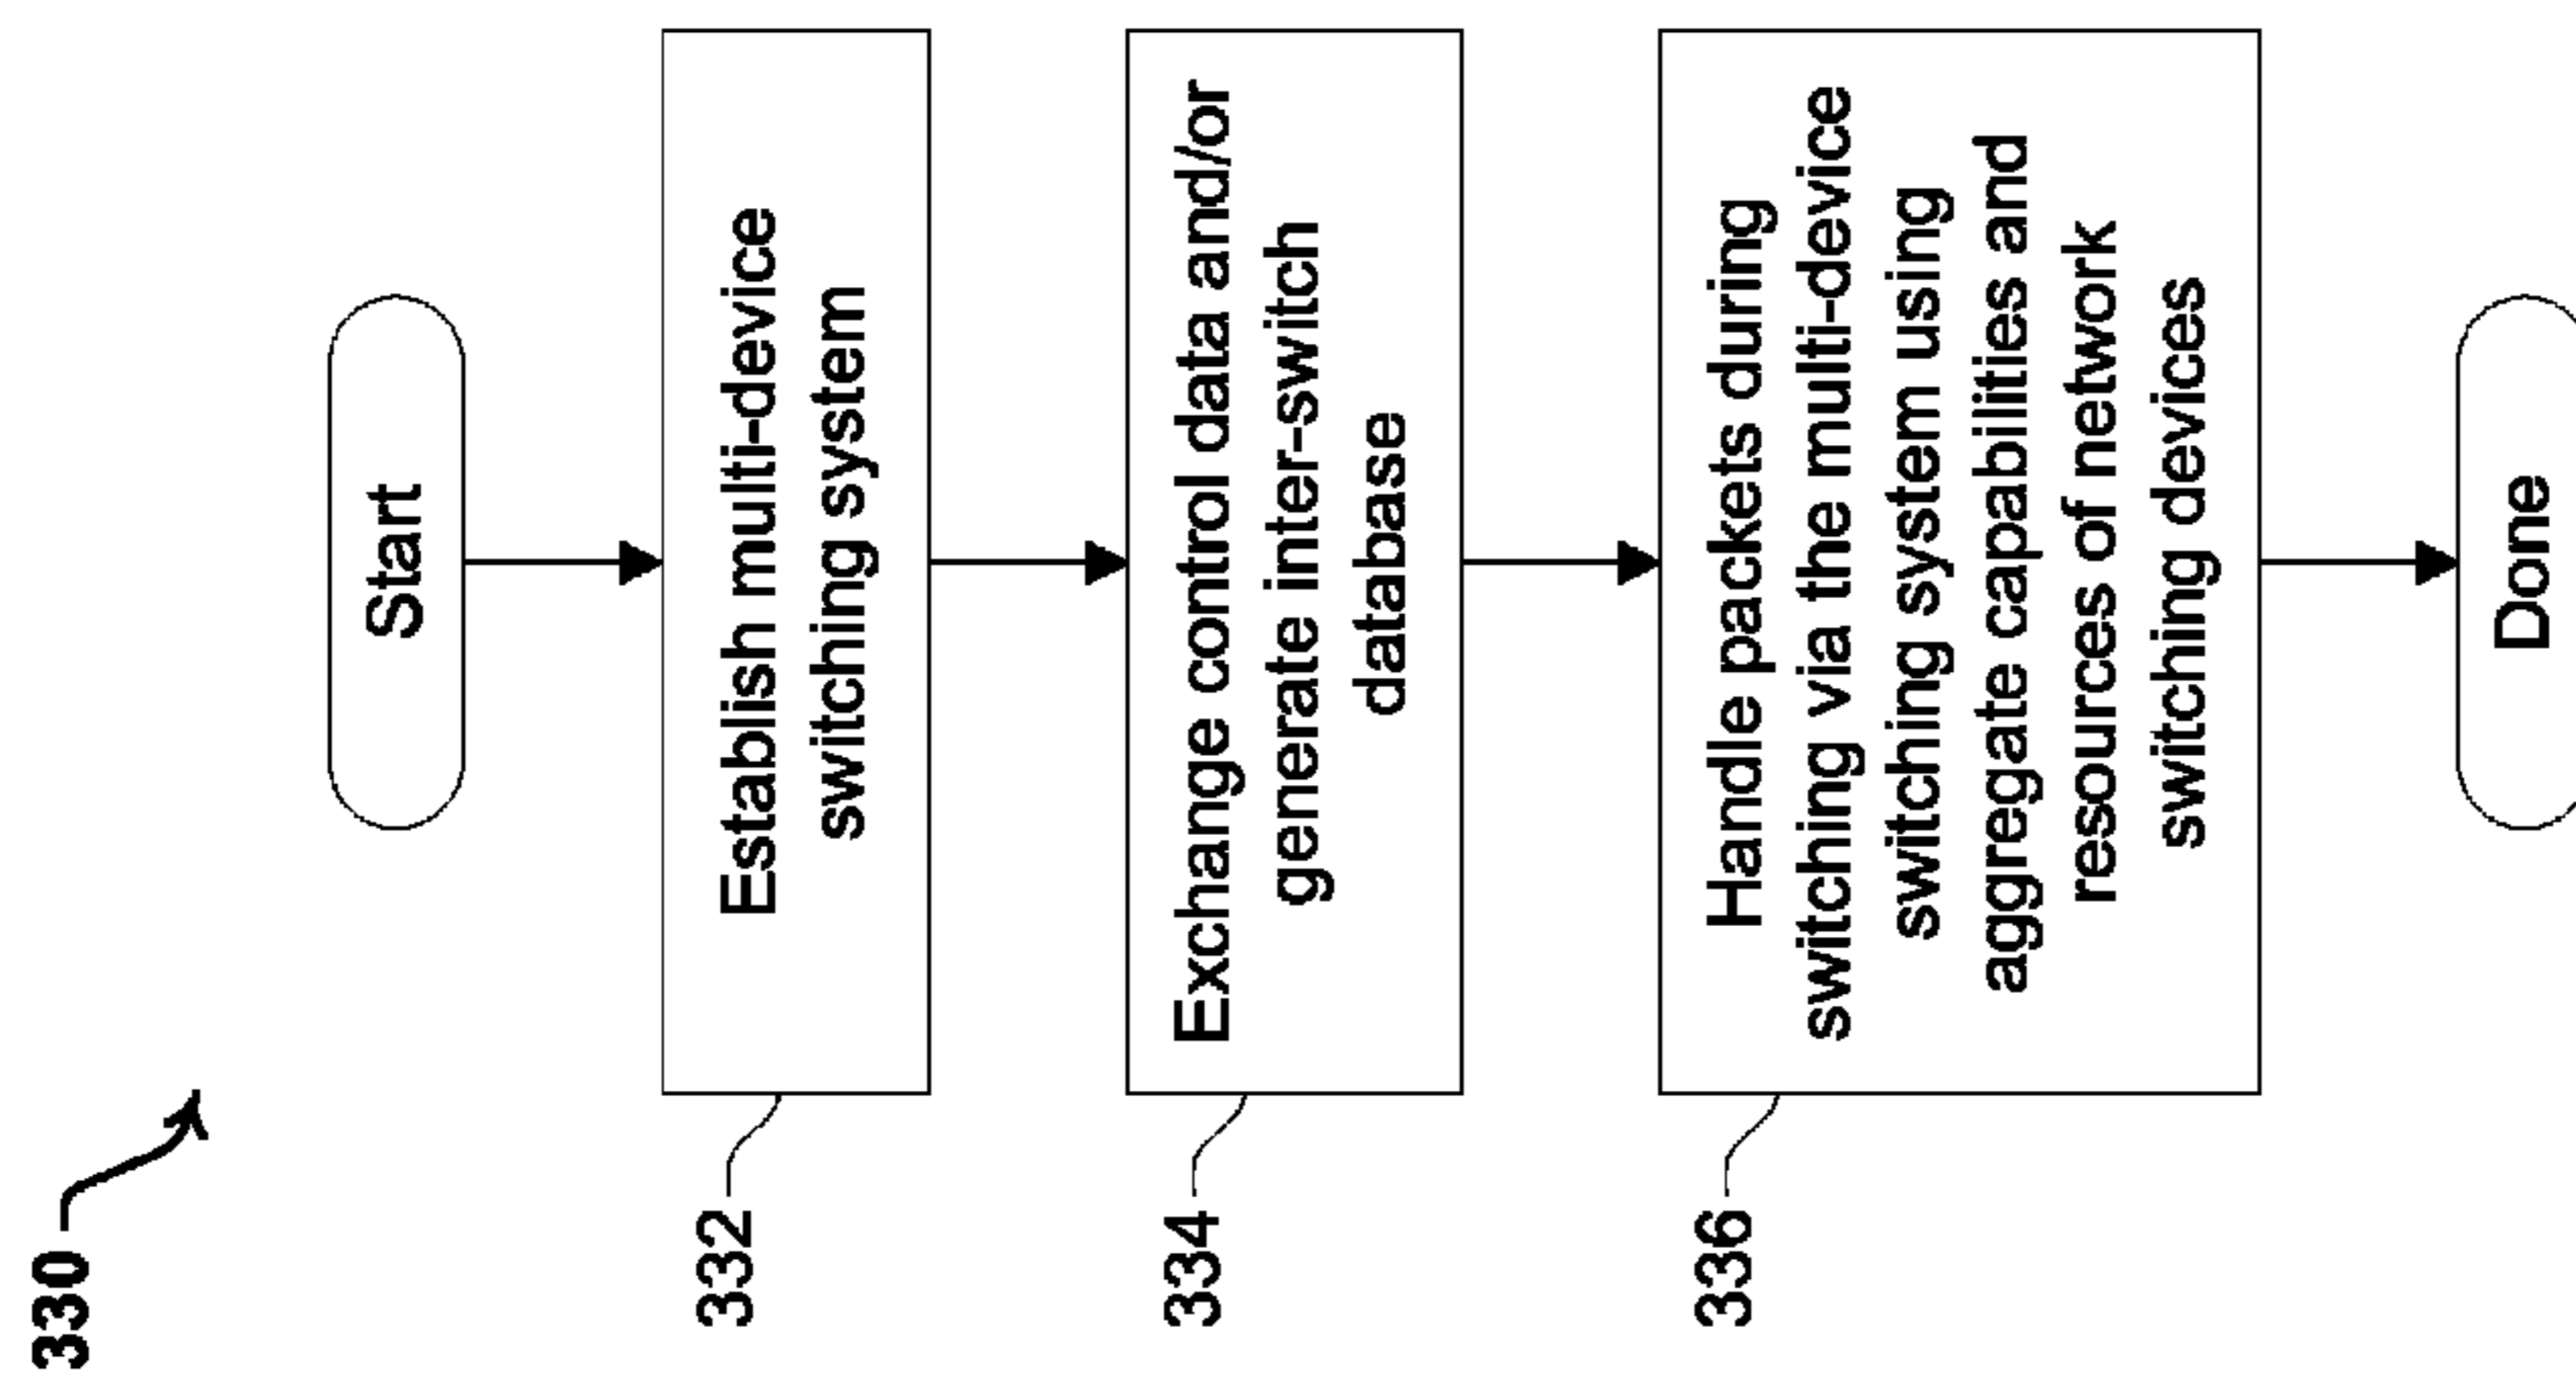 330
Start
332
Establish multi-device
switching system
334
Exchange control data and/or
generate inter-switch
database
336
Handle packets during
switching via the multi-device
switching system using
aggregate capabilities and
resources of network
switching devices
Done